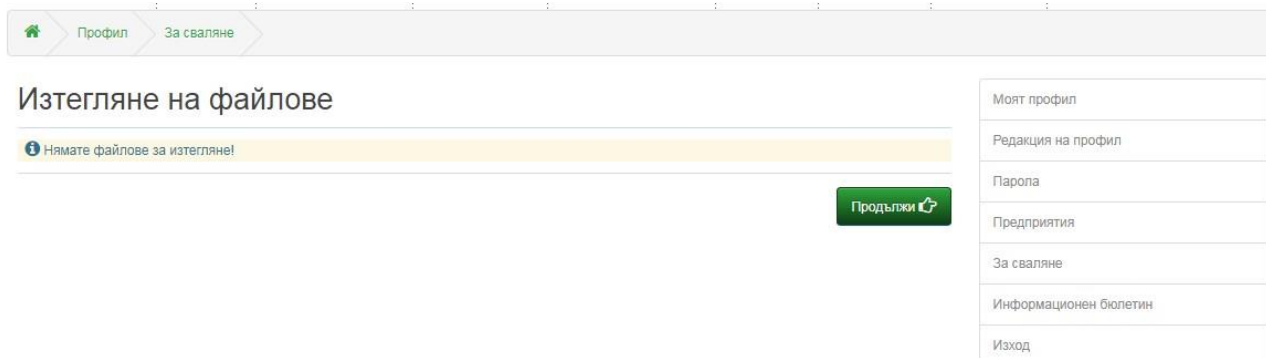 Профил За сваляне
Изтегляне на файлове
Нямате файлове за изтегляне!
Продължи
Моят профил
Редакция на профил
Парола
Предприятия
За сваляне
Информационен бюлетин
Изход